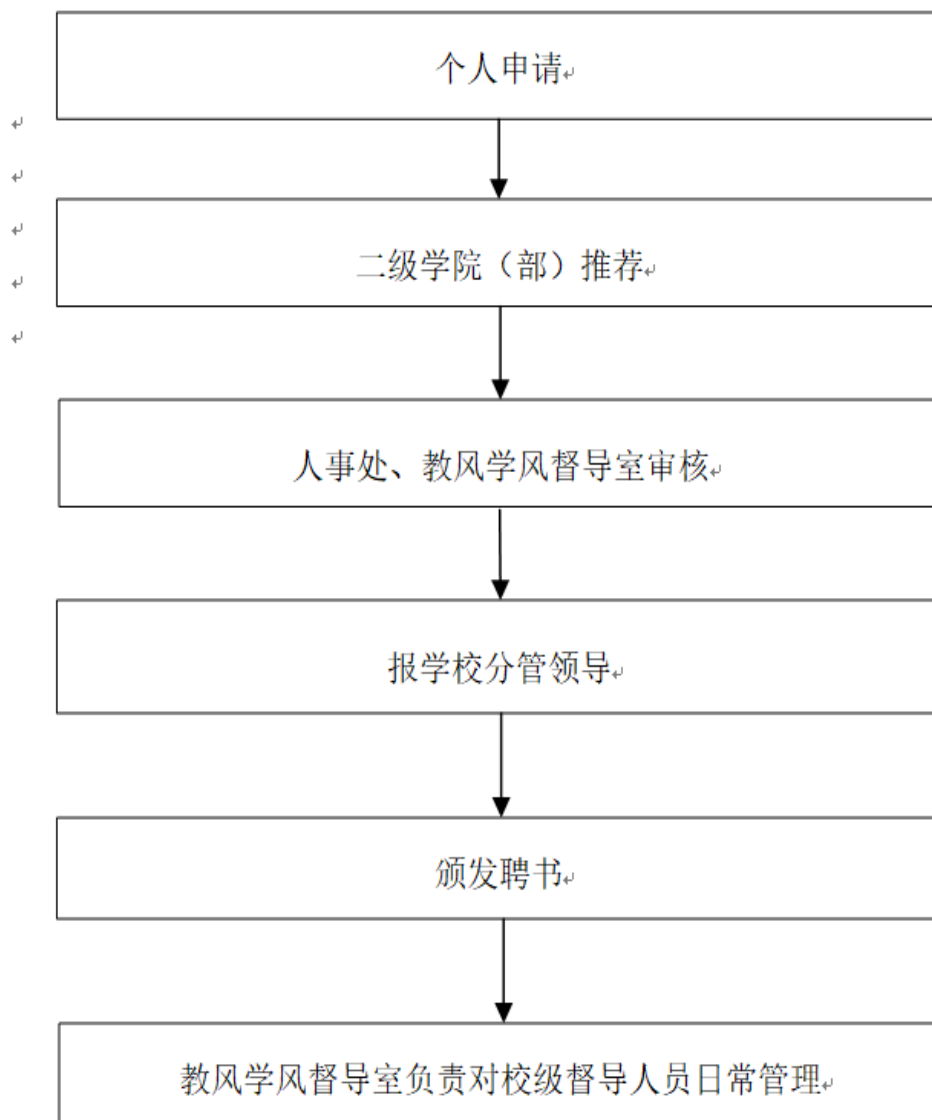 个人申请
二级学院（部）推荐
人事处、教风学风督导室审核
报学校分管领导
颁发聘书
教风学风督导室负责对校级督导人员日常管理